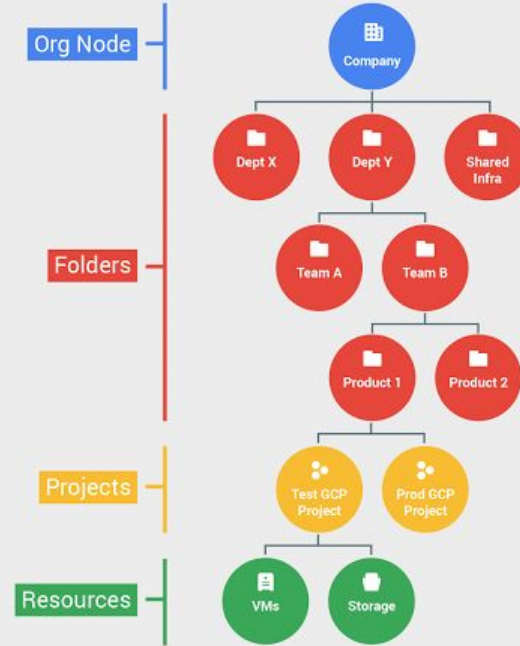 Org Node
Company
Dept X
Dept Y
Shared
Infra
Folders
Team A
Team B
Product 1
Product 2
Projects
Test GCP
Project
Prod GCP
Project
Resources
VMs
Storage